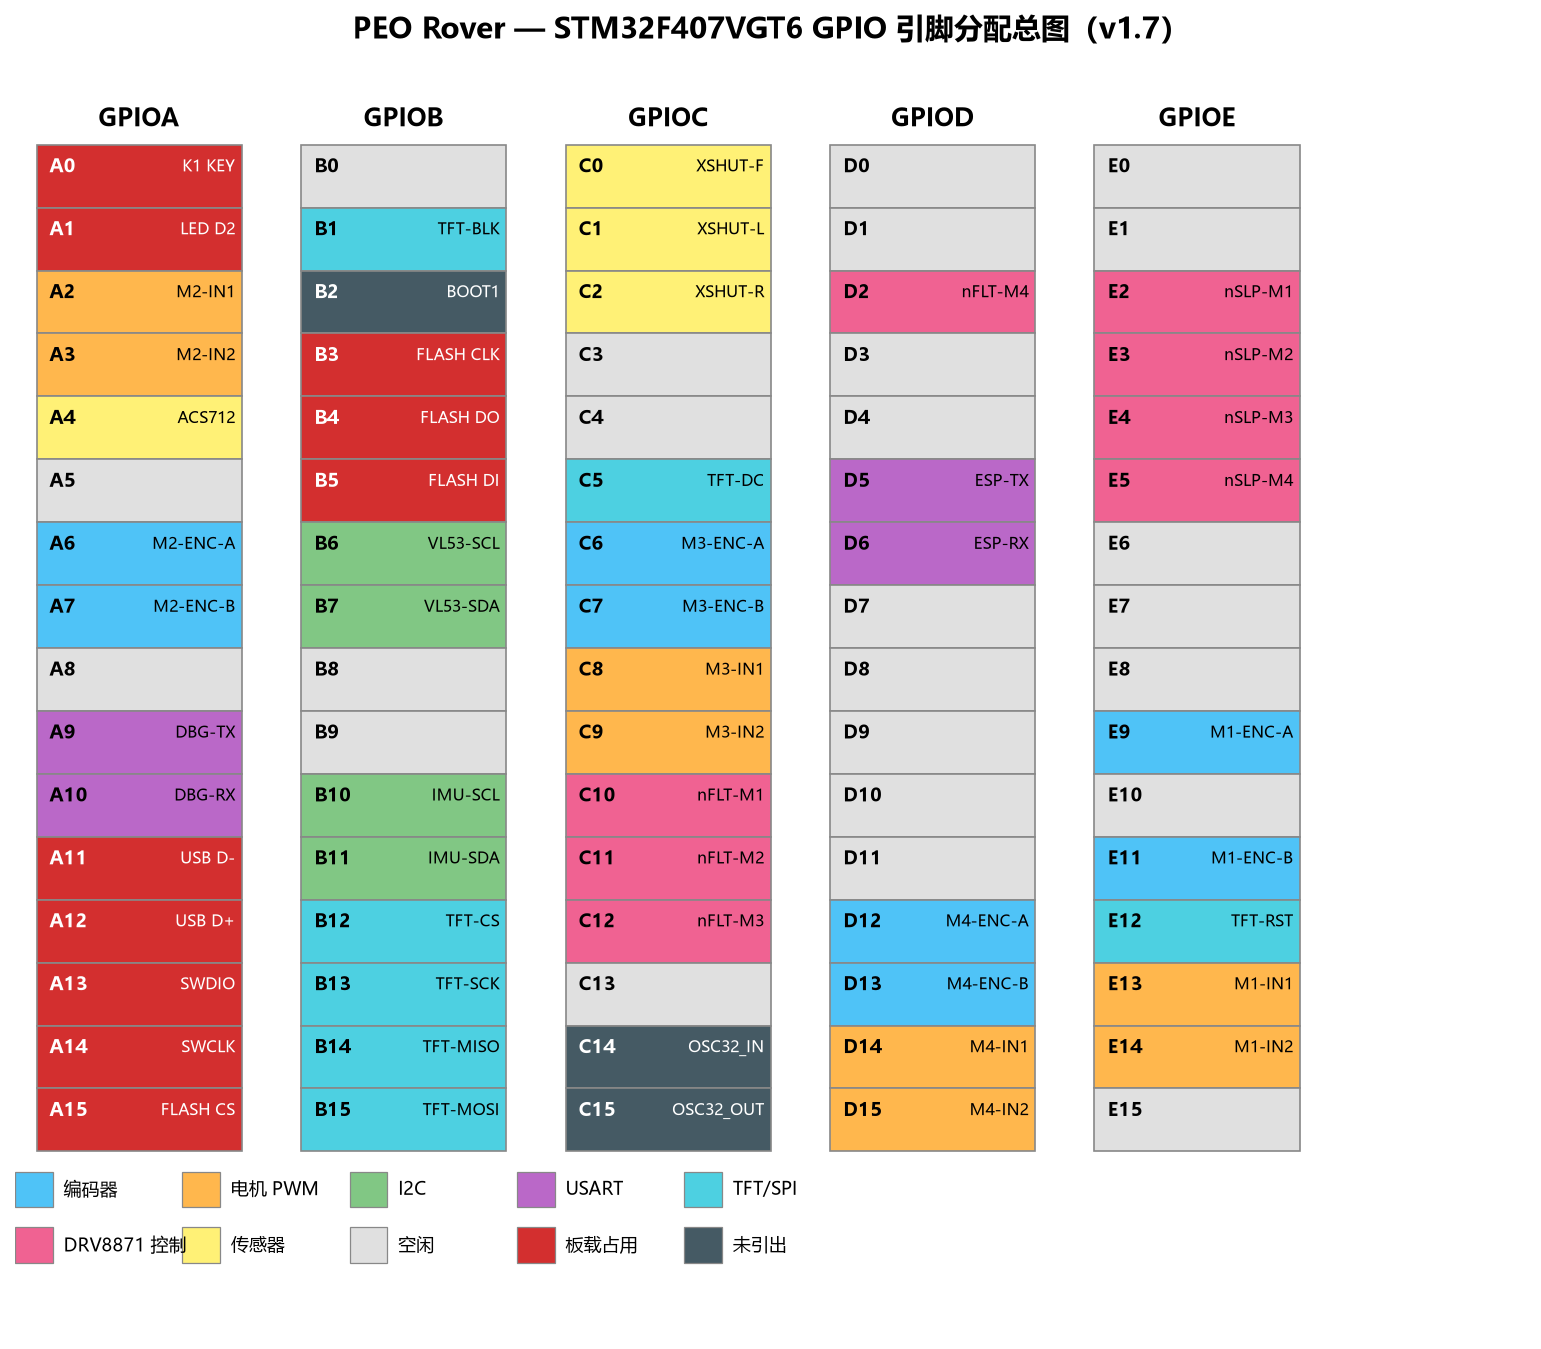 PEO Rover — STM32F407VGT6 GPIO 引脚分配总图（v1.7）
GPIOA
A0 K1 KEY
A1 LED D2
A2 M2-IN1
A3 M2-IN2
A4 ACS712
A5
A6 M2-ENC-A
A7 M2-ENC-B
A8
A9 DBG-TX
A10 DBG-RX
A11 USB D-
A12 USB D+
A13 SWDIO
A14 SWCLK
A15 FLASH CS
GPIOB
B0
B1 TFT-BLK
B2 BOOT1
B3 FLASH CLK
B4 FLASH DO
B5 FLASH DI
B6 VL53-SCL
B7 VL53-SDA
B8
B9
B10 IMU-SCL
B11 IMU-SDA
B12 TFT-CS
B13 TFT-SCK
B14 TFT-MISO
B15 TFT-MOSI
GPIOC
C0 XSHUT-F
C1 XSHUT-L
C2 XSHUT-R
C3
C4
C5 TFT-DC
C6 M3-ENC-A
C7 M3-ENC-B
C8 M3-IN1
C9 M3-IN2
C10 nFLT-M1
C11 nFLT-M2
C12 nFLT-M3
C13
C14 OSC32_IN
C15 OSC32_OUT
GPIOD
D0
D1
D2 nFLT-M4
D3
D4
D5 ESP-TX
D6 ESP-RX
D7
D8
D9
D10
D11
D12 M4-ENC-A
D13 M4-ENC-B
D14 M4-IN1
D15 M4-IN2
GPIOE
E0
E1
E2 nSLP-M1
E3 nSLP-M2
E4 nSLP-M3
E5 nSLP-M4
E6
E7
E8
E9 M1-ENC-A
E10
E11 M1-ENC-B
E12 TFT-RST
E13 M1-IN1
E14 M1-IN2
E15
编码器 电机 PWM I2C USART TFT/SPI
DRV8871 控制 传感器 空闲 板载占用 未引出